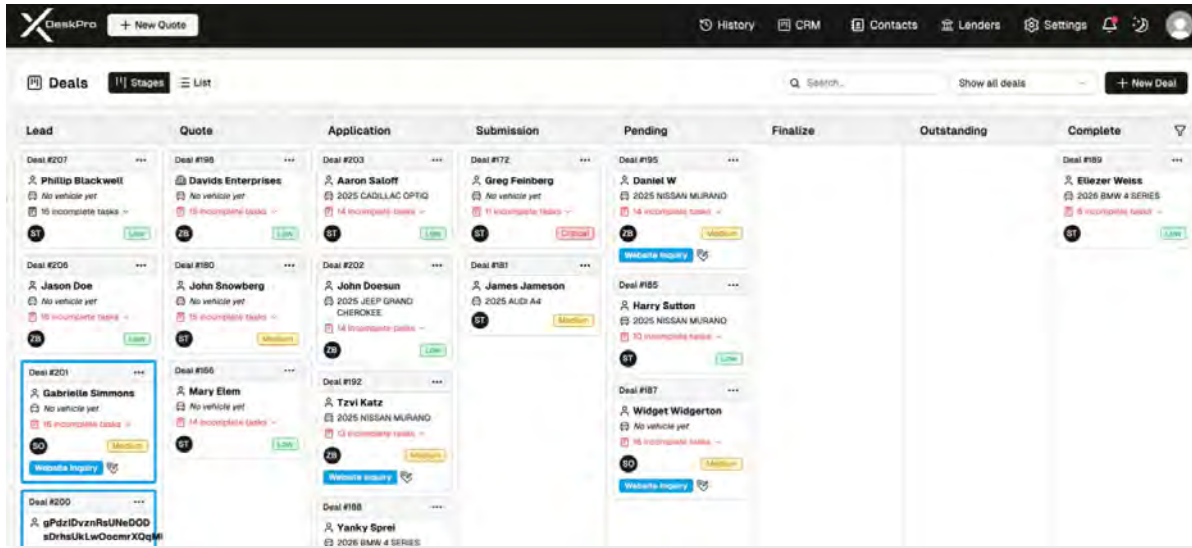 XDeskPro
+ New Quote
History
CRM
Contacts
Lenders
Settings
Deals
Stages
List
Search...
Show all deals
+ New Deal
Lead
Quote
Application
Submission
Pending
Finalize
Outstanding
Complete
Deal #207
Phillip Blackwell
No vehicle yet
16 incomplete tasks
ST
Low
Deal #206
Jason Doe
No vehicle yet
16 incomplete tasks
ZB
Low
Deal #201
Gabrielle Simmons
No vehicle yet
16 incomplete tasks
SO
Medium
Website Inquiry
Deal #200
Deal #198
Davids Enterprises
No vehicle yet
15 incomplete tasks
ZB
Low
Deal #180
John Snowberg
No vehicle yet
15 incomplete tasks
ST
Medium
Deal #166
Mary Elem
No vehicle yet
14 incomplete tasks
ST
Low
Deal #203
Aaron Saloff
2025 CADILLAC OPTIQ
14 incomplete tasks
ST
Low
Deal #202
John Doesun
2025 JEEP GRAND
CHEROKEE
14 incomplete tasks
ZB
Low
Deal #192
Tzvi Katz
2025 NISSAN MURANO
13 incomplete tasks
ZB
Medium
Website Inquiry
Deal #188
Yanky Sprei
2026 BMW 4 SERIES
Deal #172
Greg Feinberg
No vehicle yet
11 incomplete tasks
ST
Critical
Deal #181
James Jameson
2025 AUDI A4
ST
Medium
Deal #195
Daniel W
2025 NISSAN MURANO
14 incomplete tasks
ZB
Medium
Website Inquiry
Deal #185
Harry Sutton
2025 NISSAN MURANO
10 incomplete tasks
ST
Low
Deal #187
Widget Widgerton
No vehicle yet
16 incomplete tasks
SO
Medium
Website Inquiry
Deal #189
Eliezer Weiss
2026 BMW 4 SERIES
6 incomplete tasks
ST
Low